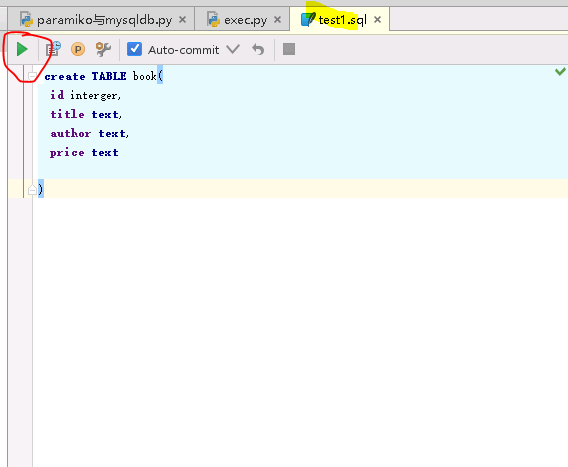 paramiko与mysqldb.py × exec.py × test1.sql ×
P Auto-commit
create TABLE book(
id interger,
title text,
author text,
price text
)